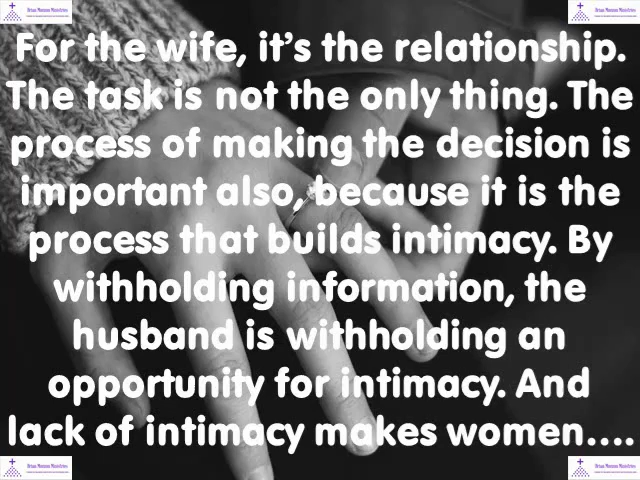 For the wife, it's the relationship.
The task is not the only thing. The
process of making the decision is
important also, because it is the
process that builds intimacy. By
withholding information, the
husband is withholding an
opportunity for intimacy. And
lack of intimacy makes women....